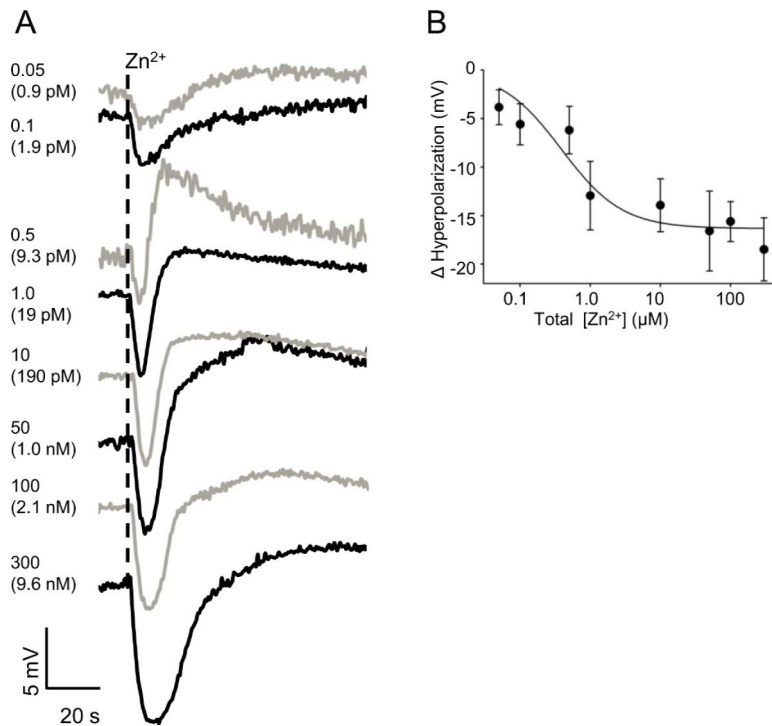 A
Zn²⁺
0.05
(0.9 pM)
0.1
(1.9 pM)
0.5
(9.3 pM)
1.0
(19 pM)
10
(190 pM)
50
(1.0 nM)
100
(2.1 nM)
300
(9.6 nM)
5 mV
20 s
B
Δ Hyperpolarization (mV)
0
-5
-10
-15
-20
0.1 1.0 10 100
Total [Zn²⁺] (µM)